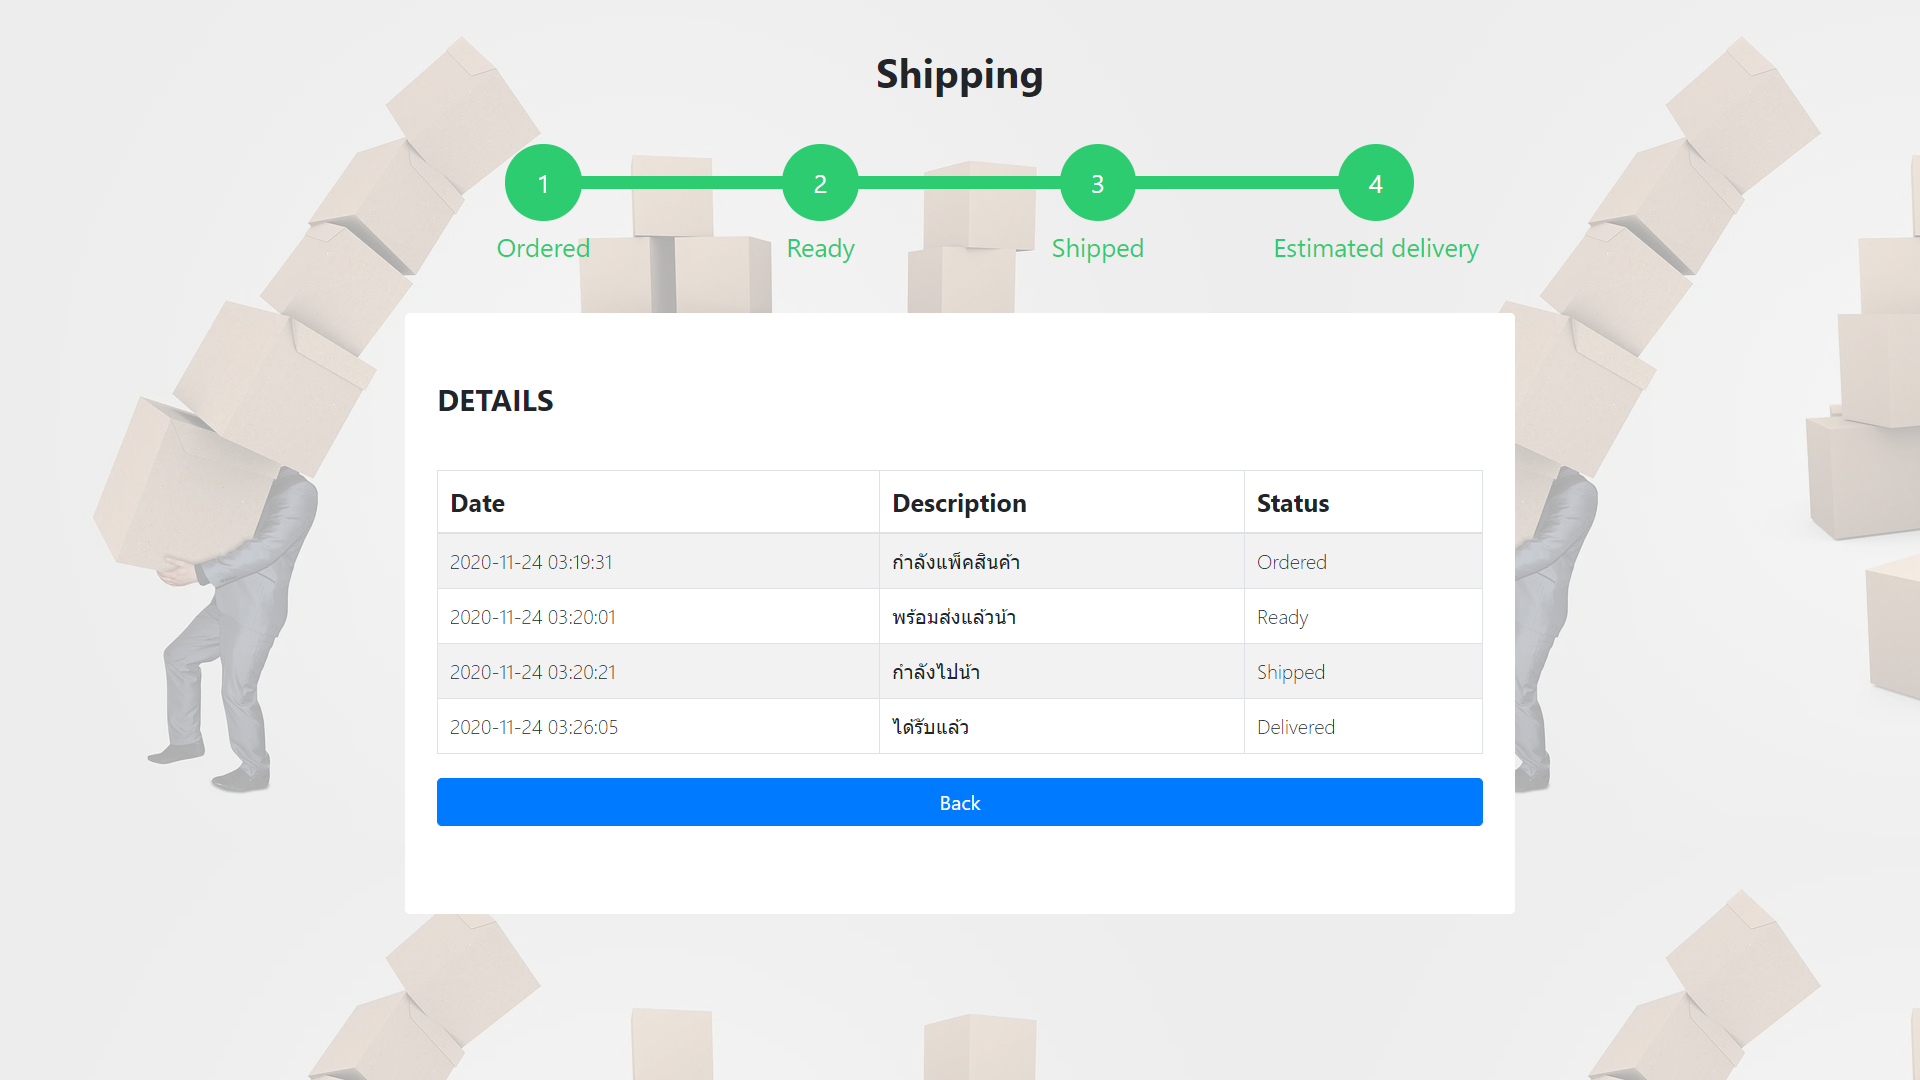 Shipping
1 2 3 4
Ordered Ready Shipped Estimated delivery
DETAILS
Date Description Status
2020-11-24 03:19:31 กำลังแพ็คสินค้า Ordered
2020-11-24 03:20:01 พร้อมส่งแล้วน้า Ready
2020-11-24 03:20:21 กำลังไปน้า Shipped
2020-11-24 03:26:05 ได้รับแล้ว Delivered
Back